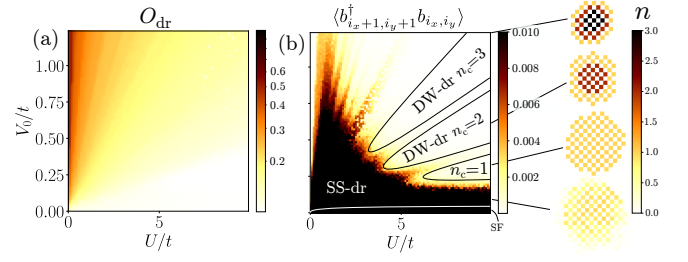 (a)
O_dr
V₀/t
1.00
0.75
0.50
0.25
0.00
0
5
U/t
0.6
0.5
0.4
0.3
0.2
(b)
⟨b†_{i_x+1,i_y+1} b_{i_x,i_y}⟩
DW-dr n_c=3
DW-dr n_c=2
n_c=1
SS-dr
SF
0
5
U/t
0.010
0.008
0.006
0.004
0.002
n
3.0
2.5
2.0
1.5
1.0
0.5
0.0